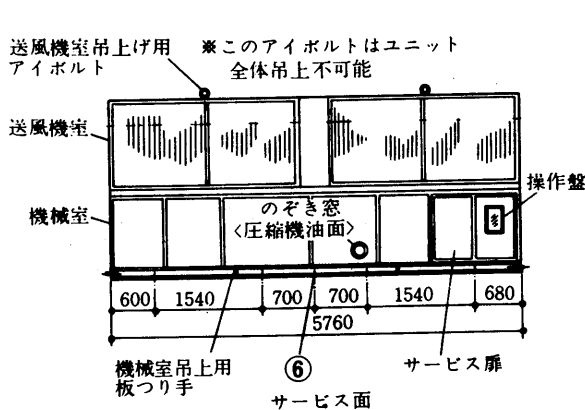 送風機室吊上げ用
アイボルト
※このアイボルトはユニット
全体吊上不可能
送風機室
操作盤
機械室
のぞき窓
〈圧縮機油面〉
600 1540 700 700 1540 680
5760
機械室吊上用
板つり手
⑥
サービス扉
サービス面